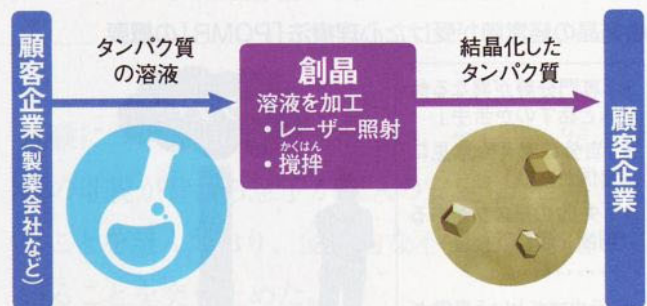 顧客企業(製薬会社など)
タンパク質
の溶液
創晶
溶液を加工
・レーザー照射
かくはん
・撹拌
結晶化した
タンパク質
顧客企業